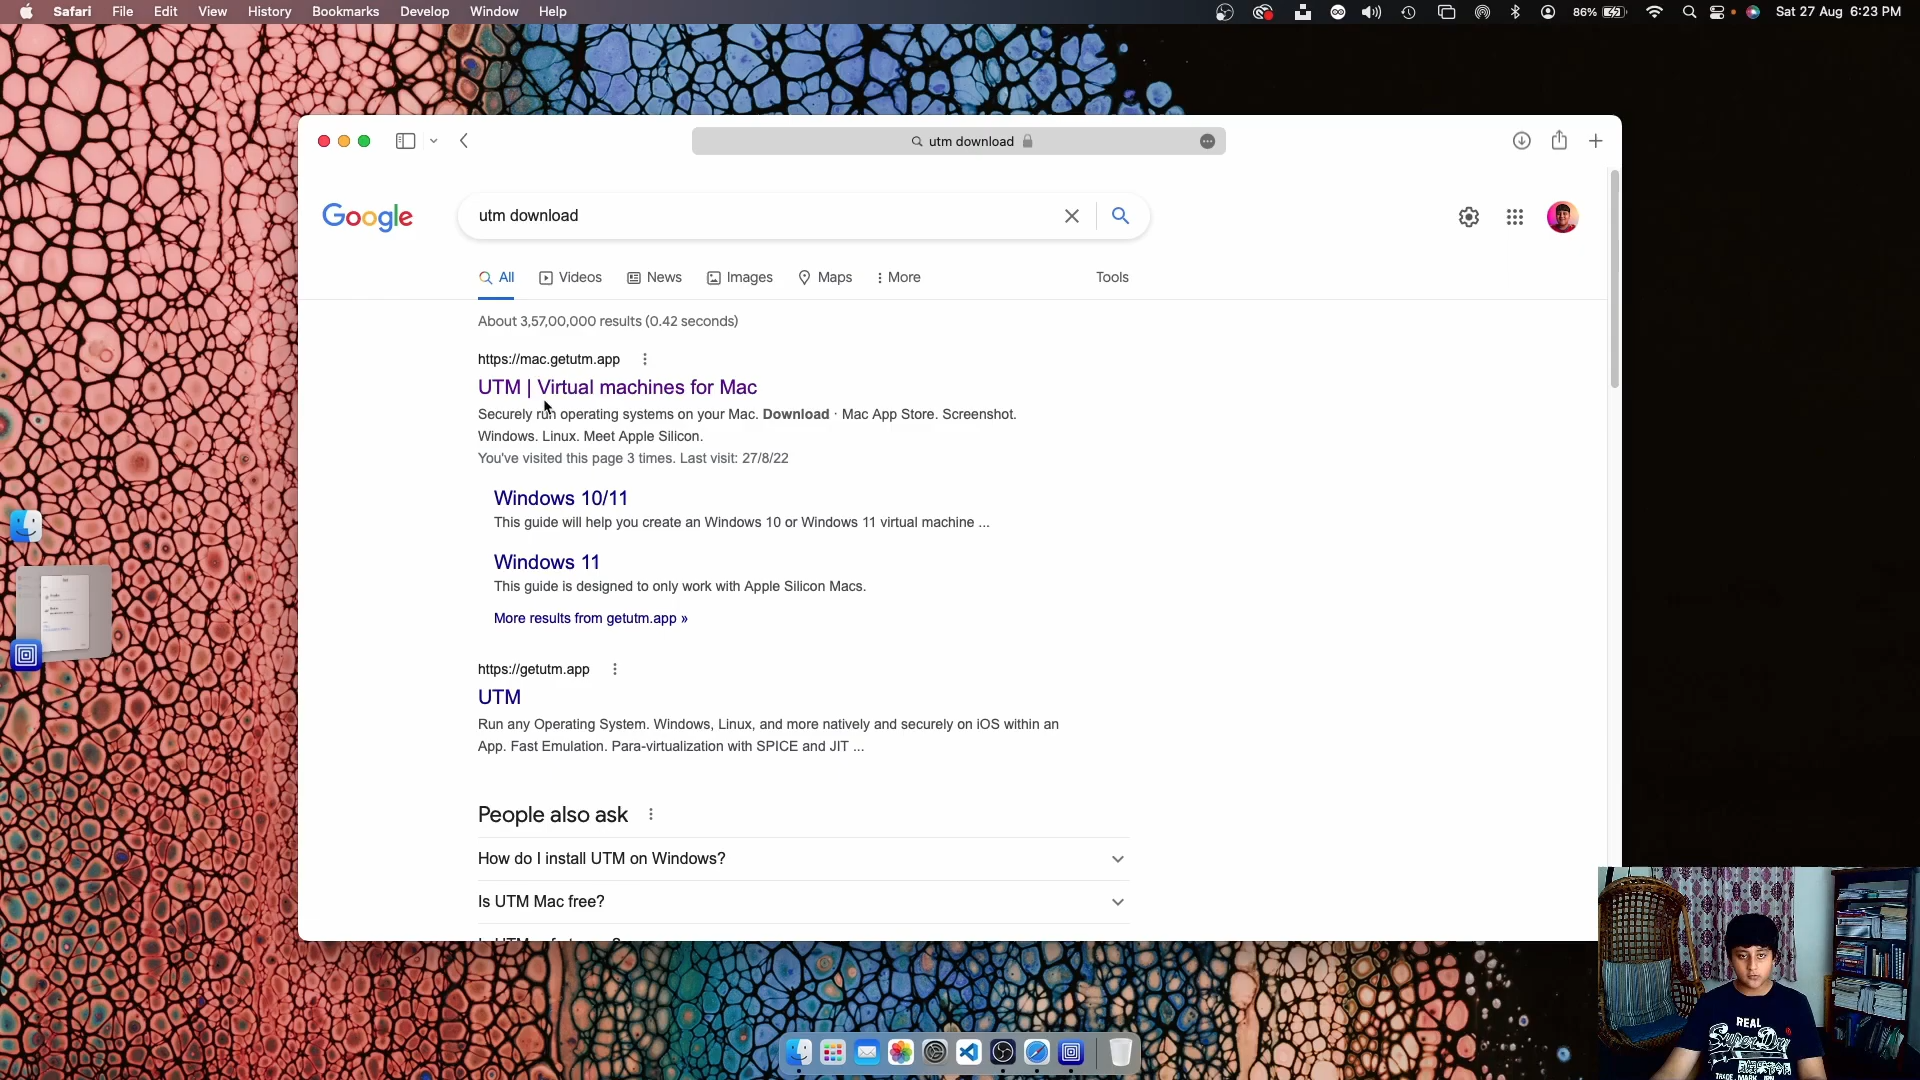 Safari File Edit View History Bookmarks Develop Window Help
86% Sat 27 Aug 6:23 PM
utm download
Google
utm download
All Videos News Images Maps More Tools
About 3,57,00,000 results (0.42 seconds)
https://mac.getutm.app
UTM | Virtual machines for Mac
Securely run operating systems on your Mac. Download · Mac App Store. Screenshot.
Windows. Linux. Meet Apple Silicon.
You've visited this page 3 times. Last visit: 27/8/22
Windows 10/11
This guide will help you create an Windows 10 or Windows 11 virtual machine ...
Windows 11
This guide is designed to only work with Apple Silicon Macs.
More results from getutm.app »
https://getutm.app
UTM
Run any Operating System. Windows, Linux, and more natively and securely on iOS within an
App. Fast Emulation. Para-virtualization with SPICE and JIT ...
People also ask
How do I install UTM on Windows?
Is UTM Mac free?
REAL